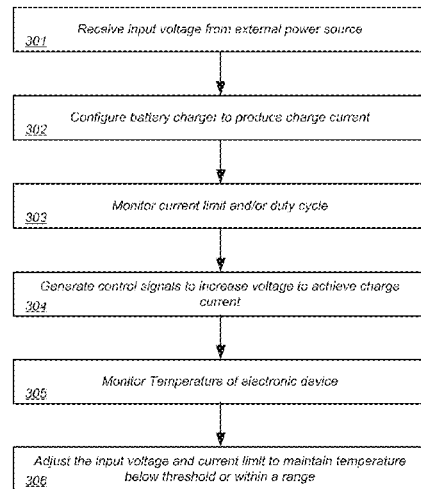 Receive input voltage from external power source
301
Configure battery charger to produce charge current
302
Monitor current limit and/or duty cycle
303
Generate control signals to increase voltage to achieve charge
current
304
Monitor Temperature of electronic device
305
Adjust the input voltage and current limit to maintain temperature
below threshold or within a range
306